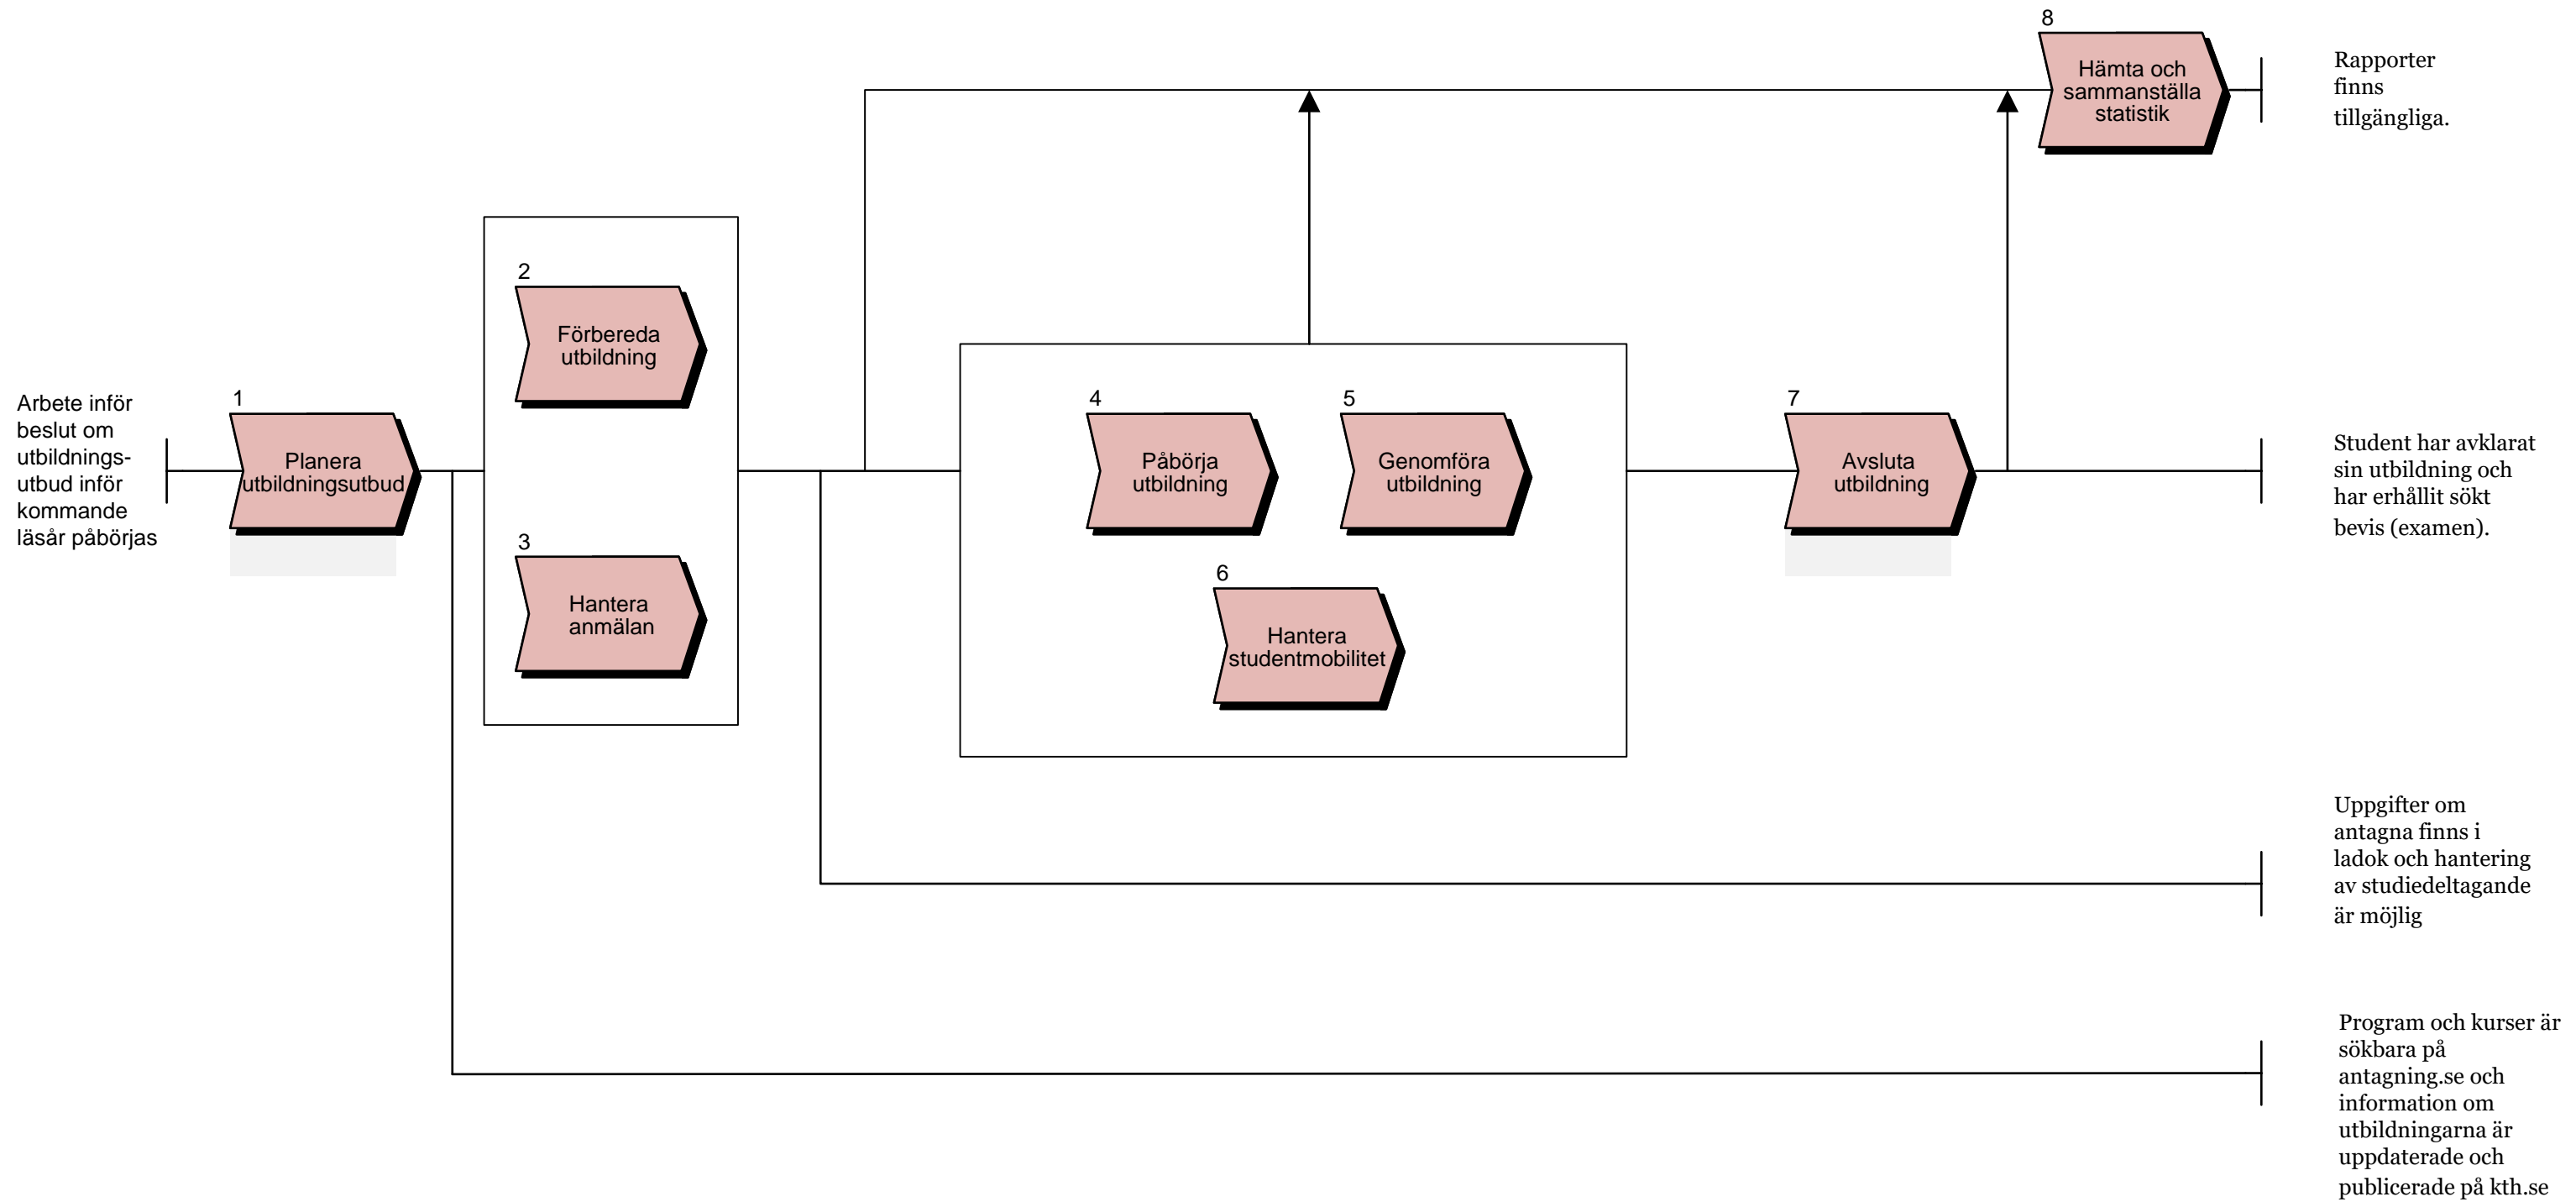 8
Hämta och
sammanställa
statistik
Rapporter
finns
tillgängliga.
2
Förbereda
utbildning
Arbete inför
beslut om
utbildnings-
utbud inför
kommande
läsår påbörjas
1
Planera
utbildningsutbud
4
Påbörja
utbildning
5
Genomföra
utbildning
7
Avsluta
utbildning
Student har avklarat
sin utbildning och
har erhållit sökt
bevis (examen).
3
Hantera
anmälan
6
Hantera
studentmobilitet
Uppgifter om
antagna finns i
ladok och hantering
av studiedeltagande
är möjlig
Program och kurser är
sökbara på
antagning.se och
information om
utbildningarna är
uppdaterade och
publicerade på kth.se